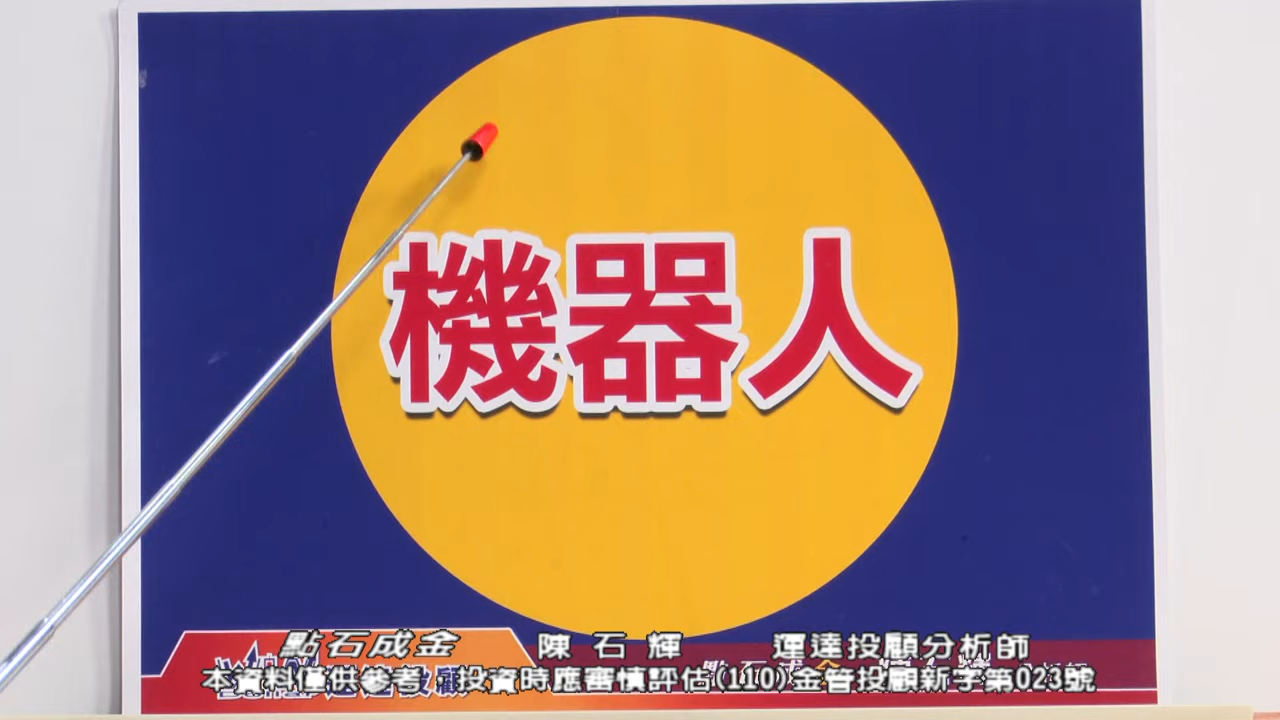 機器人
點石成金 陳石輝 運達投顧分析師
本資料僅供參考，投資時應審慎評估(110)金管投顧新字第023號